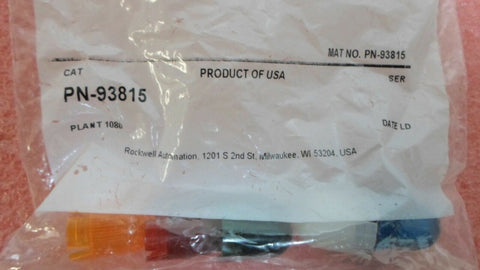 MAT NO. PN-93815
CAT PRODUCT OF USA SER
PN-93815
PLANT 1086 DATE LD
Rockwell Automation, 1201 S 2nd St, Milwaukee, WI 53204, USA